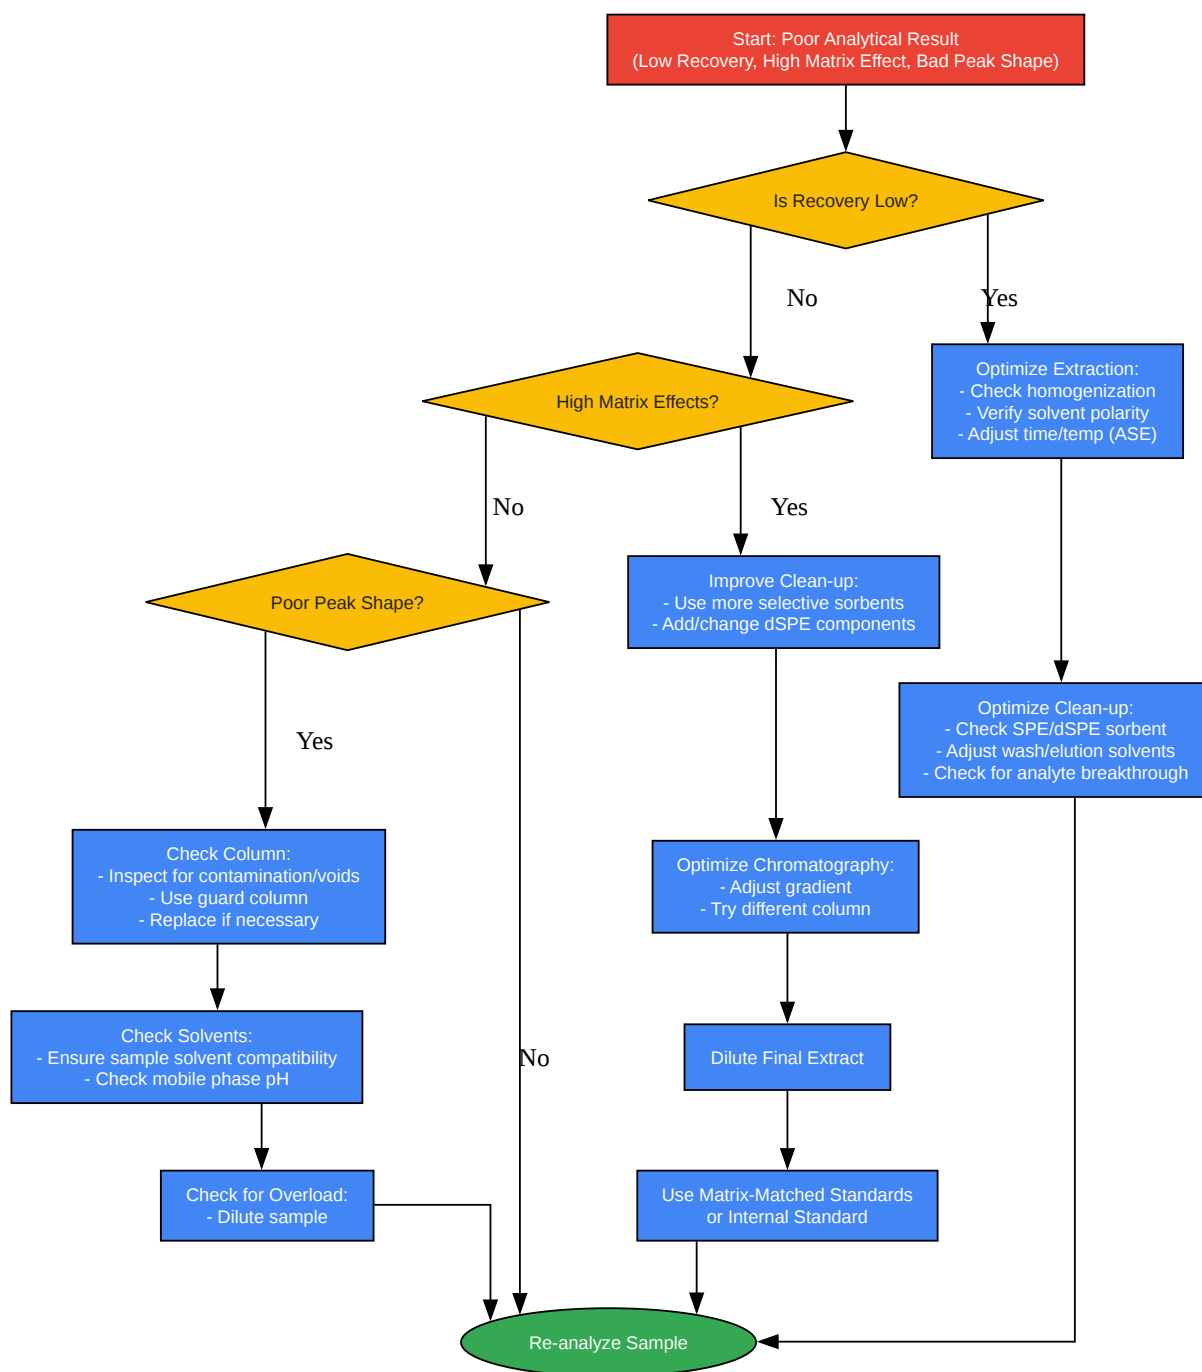 Start: Poor Analytical Result
(Low Recovery, High Matrix Effect, Bad Peak Shape)
Is Recovery Low?
No
Yes
Optimize Extraction:
- Check homogenization
- Verify solvent polarity
- Adjust time/temp (ASE)
High Matrix Effects?
No
Yes
Improve Clean-up:
- Use more selective sorbents
- Add/change dSPE components
Poor Peak Shape?
Optimize Clean-up:
- Check SPE/dSPE sorbent
- Adjust wash/elution solvents
- Check for analyte breakthrough
Yes
Check Column:
- Inspect for contamination/voids
- Use guard column
- Replace if necessary
Optimize Chromatography:
- Adjust gradient
- Try different column
Check Solvents:
- Ensure sample solvent compatibility
- Check mobile phase pH
No
Dilute Final Extract
Check for Overload:
- Dilute sample
Use Matrix-Matched Standards
or Internal Standard
Re-analyze Sample